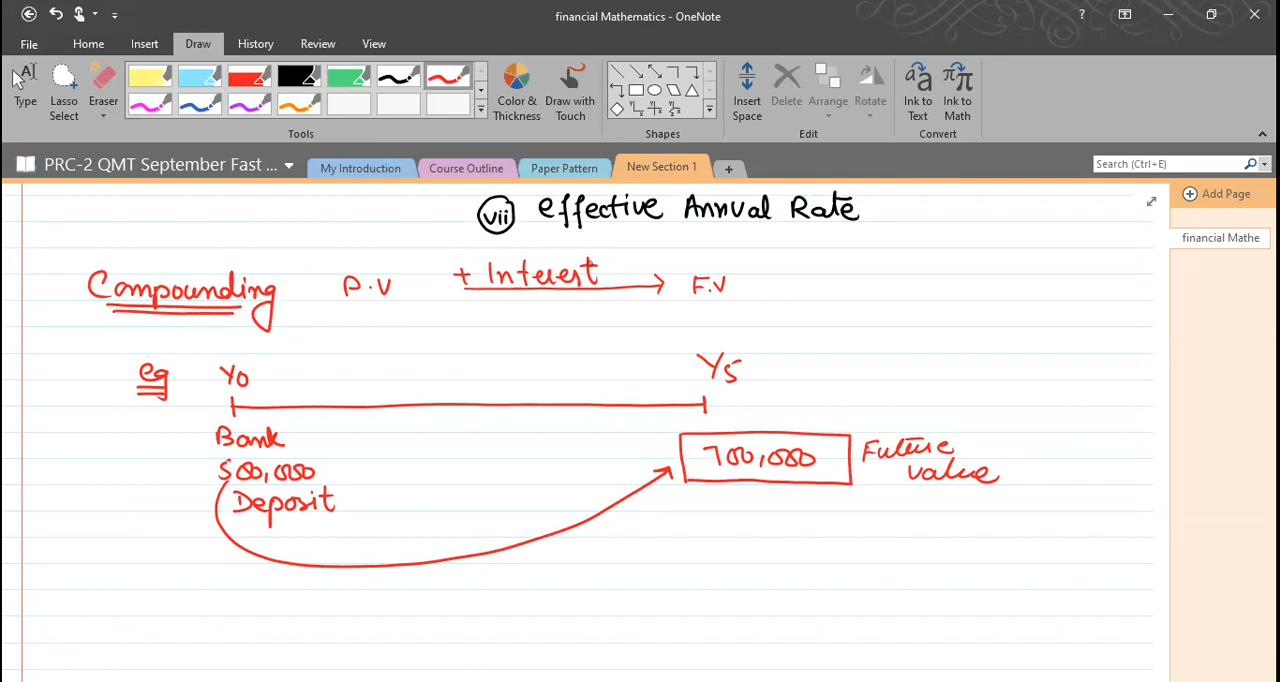 financial Mathematics - OneNote
?
File Home Insert Draw History Review View
Type
Lasso Select
Eraser
Color & Thickness
Draw with Touch
Insert Space
Delete
Arrange
Rotate
Ink to Text
Ink to Math
Tools Shapes Edit Convert
PRC-2 QMT September Fast ...
My Introduction
Course Outline
Paper Pattern
New Section 1
Search (Ctrl+E)
Add Page
financial Mathe
(vii) effective Annual Rate
Compounding P.V + Interest F.V
eg Y0 Y5
Bank
500,000
Deposit
700,000
Future
value